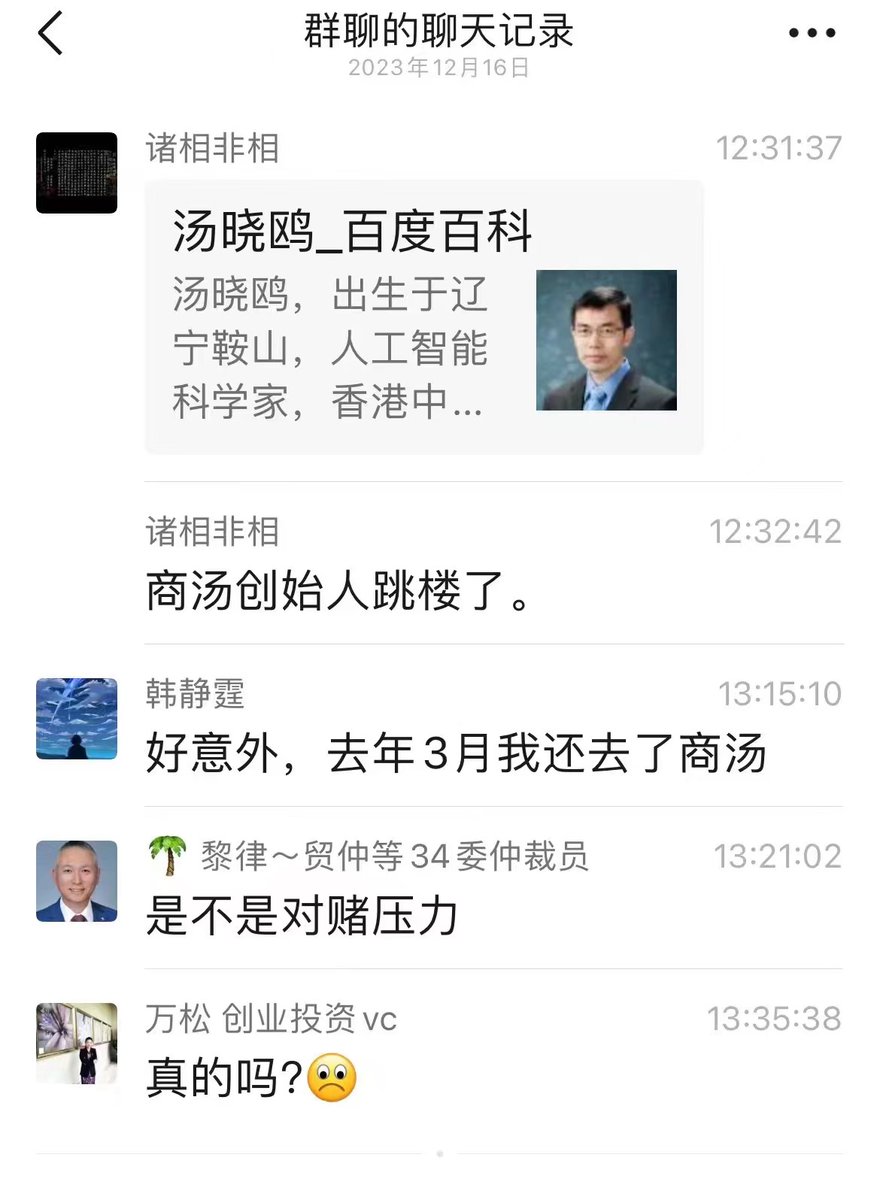 群聊的聊天记录
2023年12月16日
诸相非相
12:31:37
汤晓鸥_百度百科
汤晓鸥，出生于辽
宁鞍山，人工智能
科学家，香港中...
诸相非相
12:32:42
商汤创始人跳楼了。
韩静霆
13:15:10
好意外，去年3月我还去了商汤
🌴 黎律～贸仲等34委仲裁员
13:21:02
是不是对赌压力
万松 创业投资vc
13:35:38
真的吗?🙁